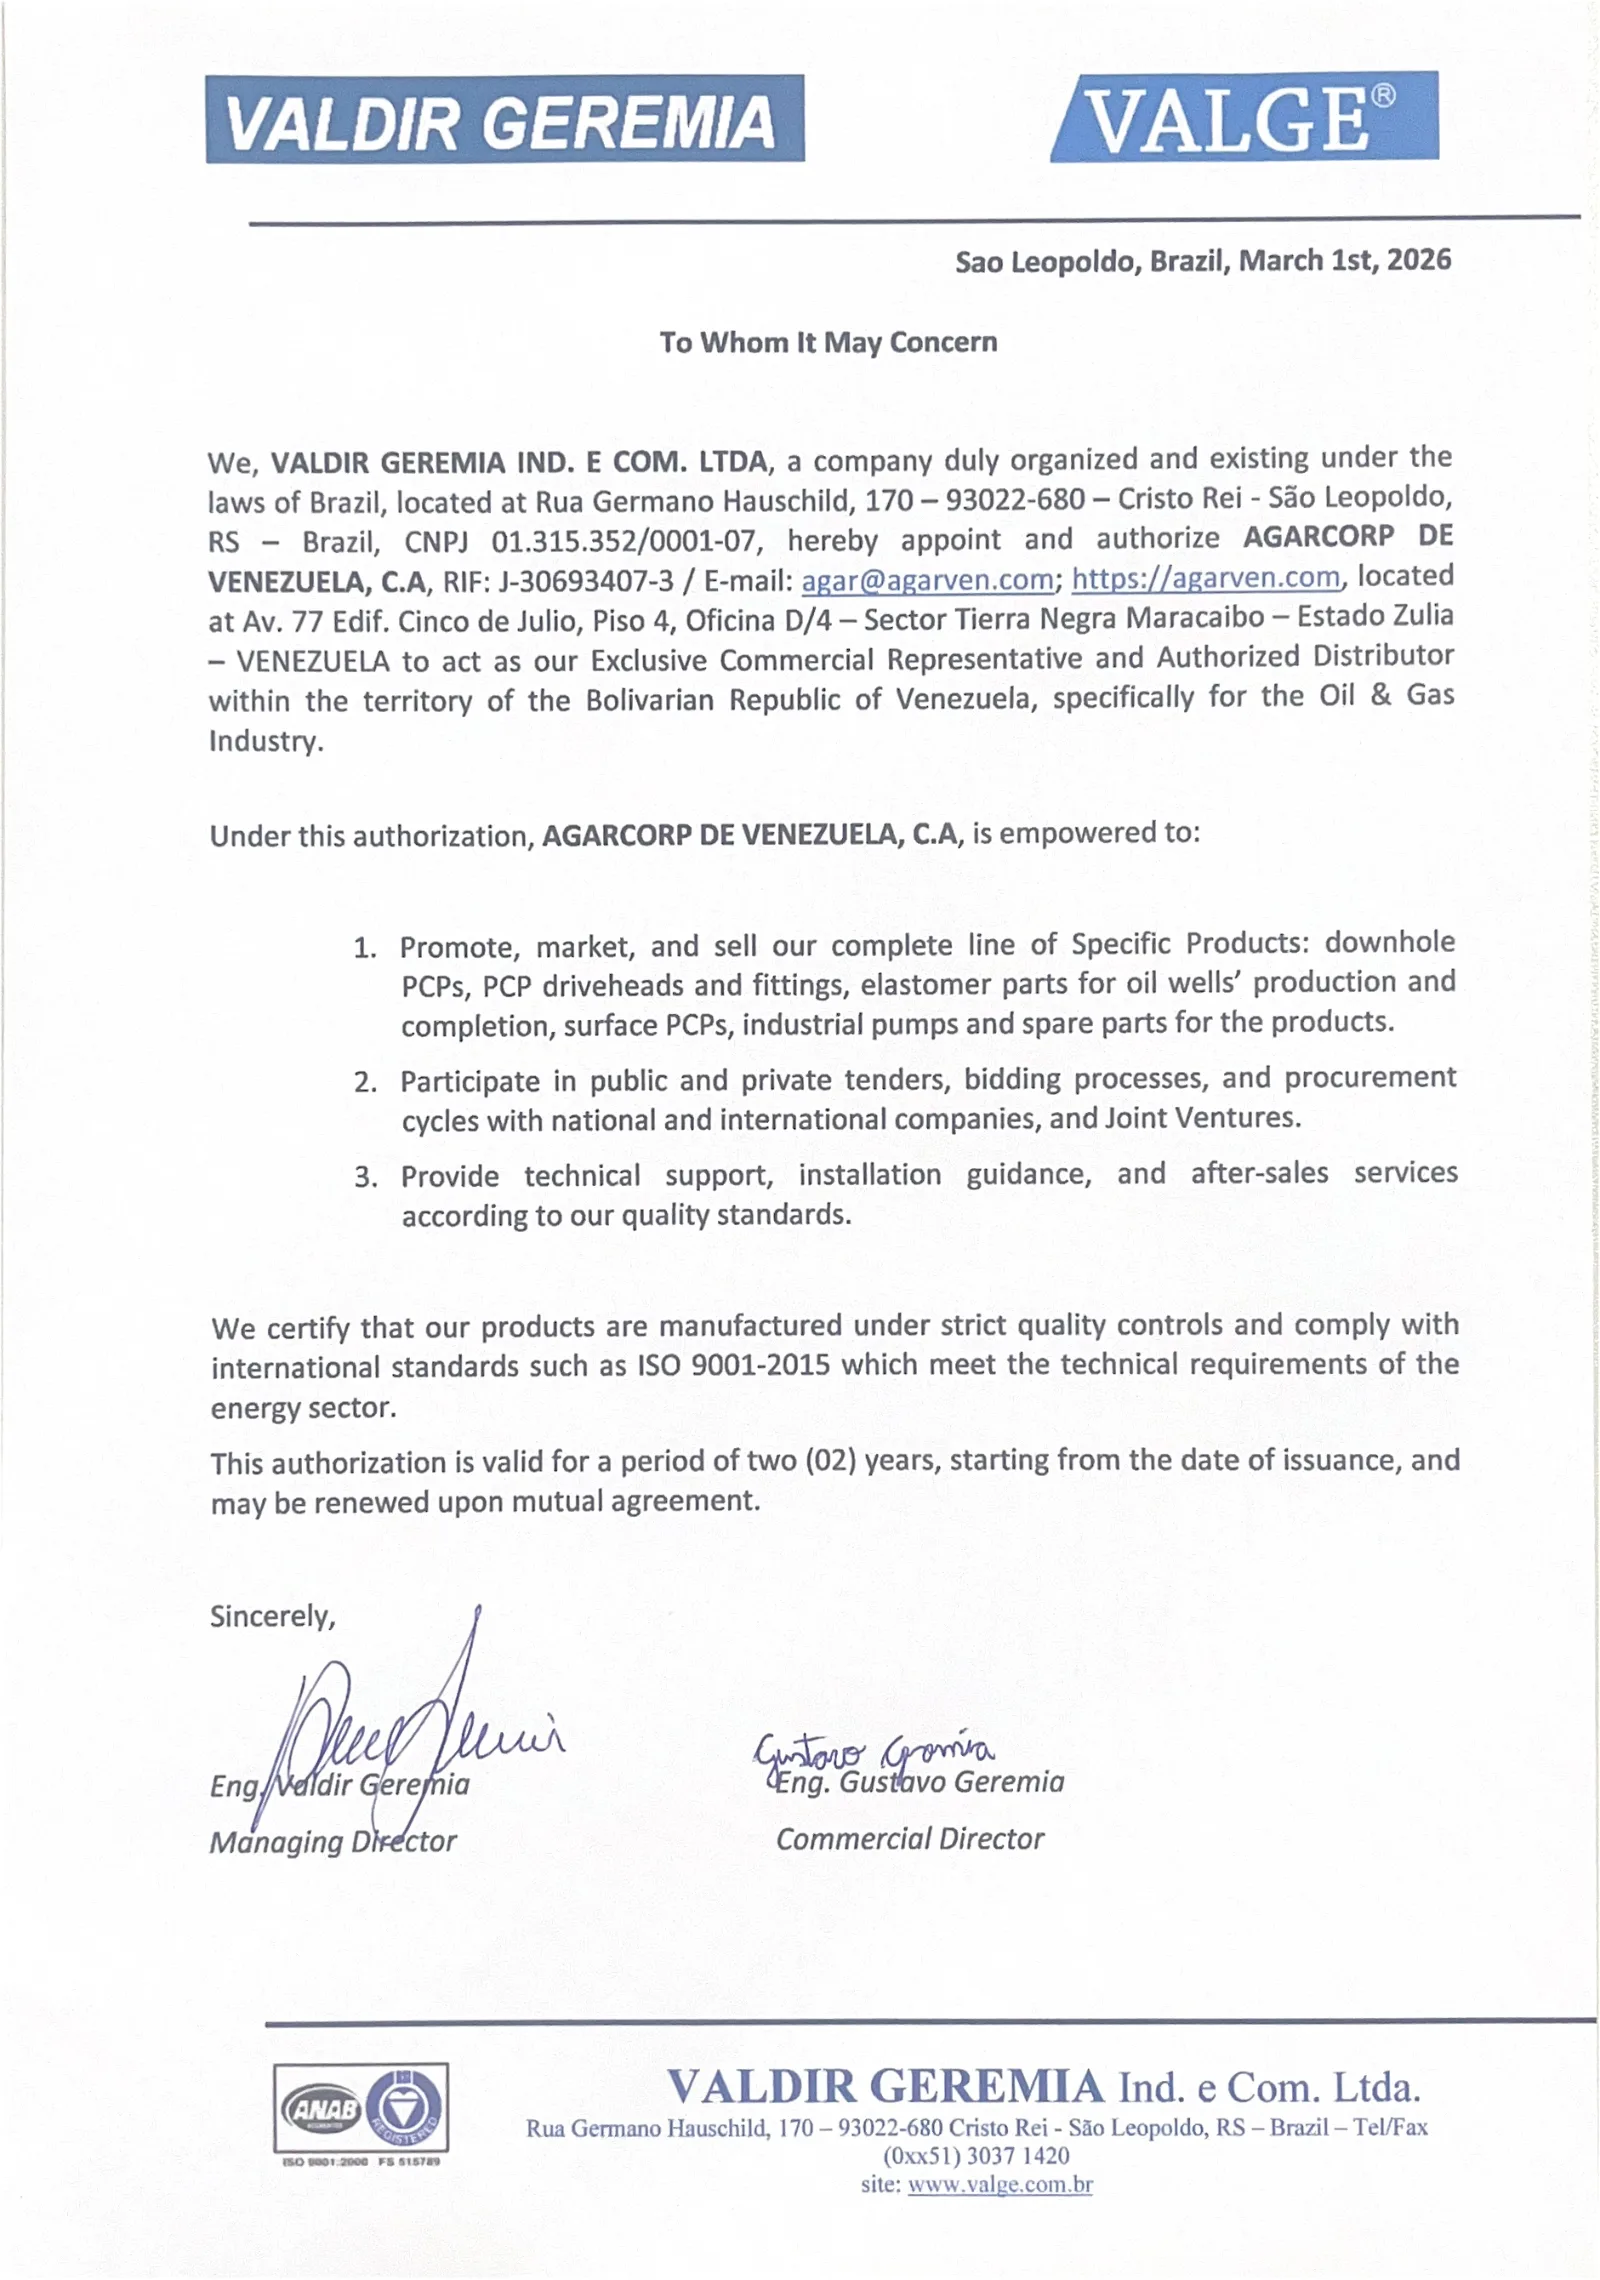 VALDIR GEREMIA
VALGE®
Sao Leopoldo, Brazil, March 1st, 2026
To Whom It May Concern
We, VALDIR GEREMIA IND. E COM. LTDA, a company duly organized and existing under the
laws of Brazil, located at Rua Germano Hauschild, 170 – 93022-680 – Cristo Rei - São Leopoldo,
RS – Brazil, CNPJ 01.315.352/0001-07, hereby appoint and authorize AGARCORP DE
VENEZUELA, C.A, RIF: J-30693407-3 / E-mail: agar@agarven.com; https://agarven.com, located
at Av. 77 Edif. Cinco de Julio, Piso 4, Oficina D/4 – Sector Tierra Negra Maracaibo – Estado Zulia
– VENEZUELA to act as our Exclusive Commercial Representative and Authorized Distributor
within the territory of the Bolivarian Republic of Venezuela, specifically for the Oil & Gas
Industry.
Under this authorization, AGARCORP DE VENEZUELA, C.A, is empowered to:
1. Promote, market, and sell our complete line of Specific Products: downhole
PCPs, PCP driveheads and fittings, elastomer parts for oil wells’ production and
completion, surface PCPs, industrial pumps and spare parts for the products.
2. Participate in public and private tenders, bidding processes, and procurement
cycles with national and international companies, and Joint Ventures.
3. Provide technical support, installation guidance, and after-sales services
according to our quality standards.
We certify that our products are manufactured under strict quality controls and comply with
international standards such as ISO 9001-2015 which meet the technical requirements of the
energy sector.
This authorization is valid for a period of two (02) years, starting from the date of issuance, and
may be renewed upon mutual agreement.
Sincerely,
Gustavo Geremia
Eng. Valdir Geremia
Eng. Gustavo Geremia
Managing Director
Commercial Director
ANAB
REGISTERED
ISO 9001:2000 FS 515789
VALDIR GEREMIA Ind. e Com. Ltda.
Rua Germano Hauschild, 170 – 93022-680 Cristo Rei - São Leopoldo, RS – Brazil – Tel/Fax
(0xx51) 3037 1420
site: www.valge.com.br